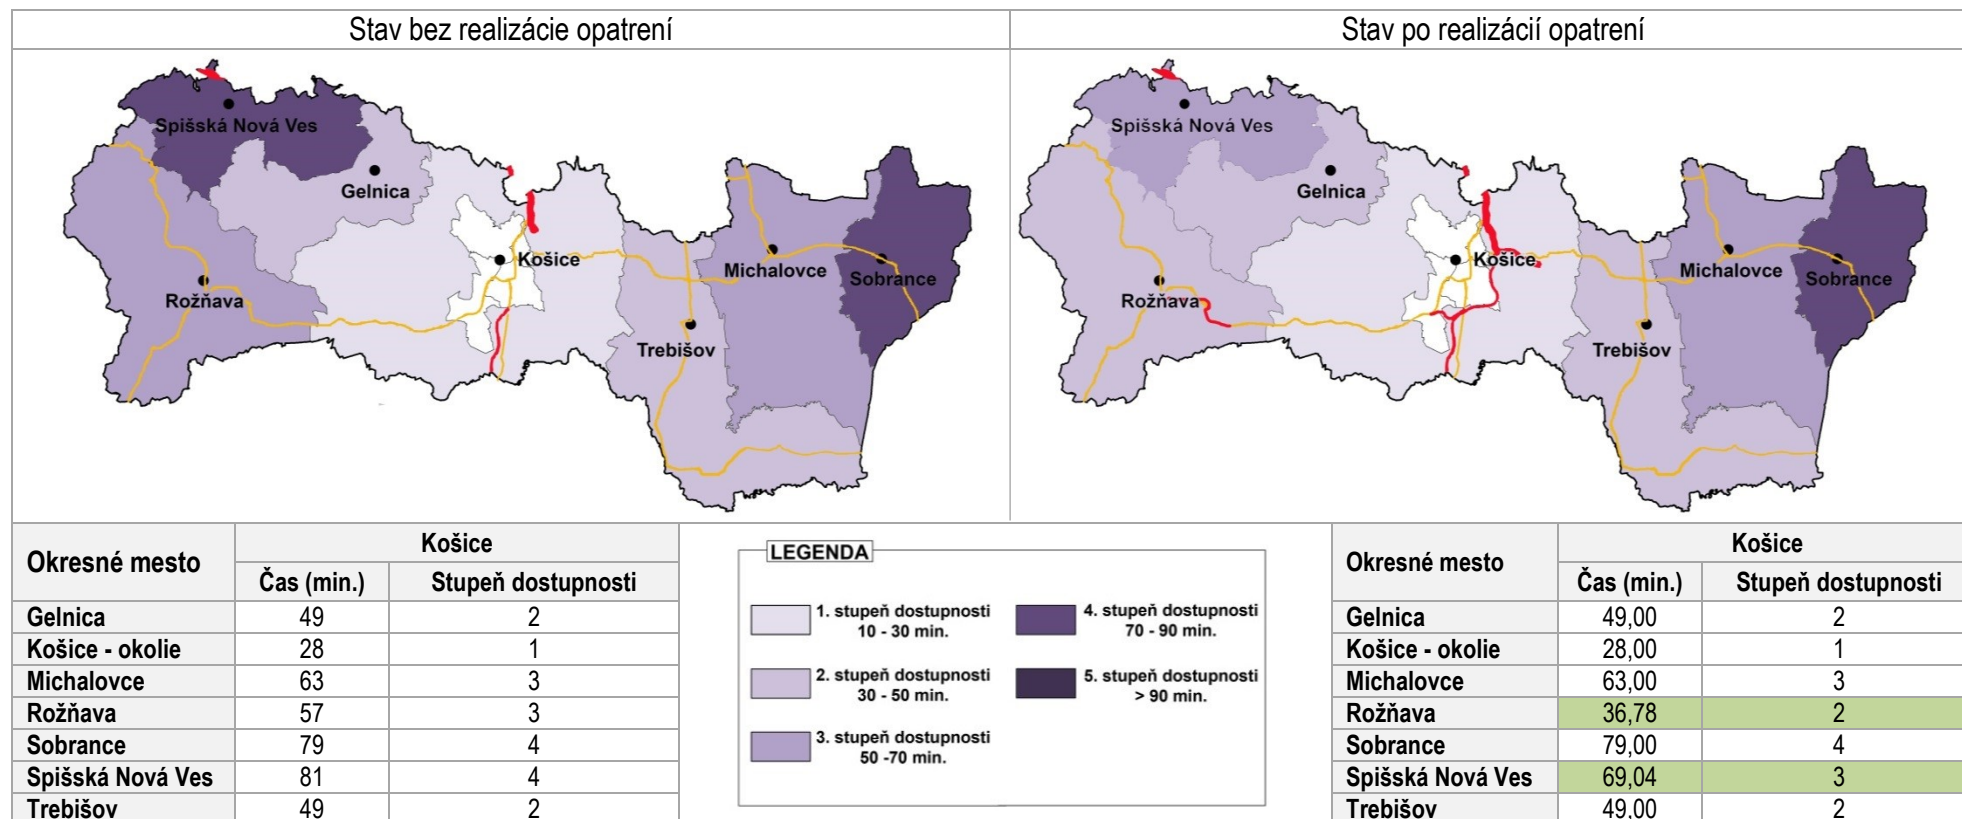 Stav bez realizácie opatrení
Stav po realizácií opatrení
Spišská Nová Ves
Gelnica
Košice
Rožňava
Michalovce
Sobrance
Trebišov
Spišská Nová Ves
Gelnica
Košice
Rožňava
Michalovce
Sobrance
Trebišov
Okresné mesto Košice
Čas (min.) Stupeň dostupnosti
Gelnica 49 2
Košice - okolie 28 1
Michalovce 63 3
Rožňava 57 3
Sobrance 79 4
Spišská Nová Ves 81 4
Trebišov 49 2
LEGENDA
1. stupeň dostupnosti
10 - 30 min.
2. stupeň dostupnosti
30 - 50 min.
3. stupeň dostupnosti
50 -70 min.
4. stupeň dostupnosti
70 - 90 min.
5. stupeň dostupnosti
> 90 min.
Okresné mesto Košice
Čas (min.) Stupeň dostupnosti
Gelnica 49,00 2
Košice - okolie 28,00 1
Michalovce 63,00 3
Rožňava 36,78 2
Sobrance 79,00 4
Spišská Nová Ves 69,04 3
Trebišov 49,00 2